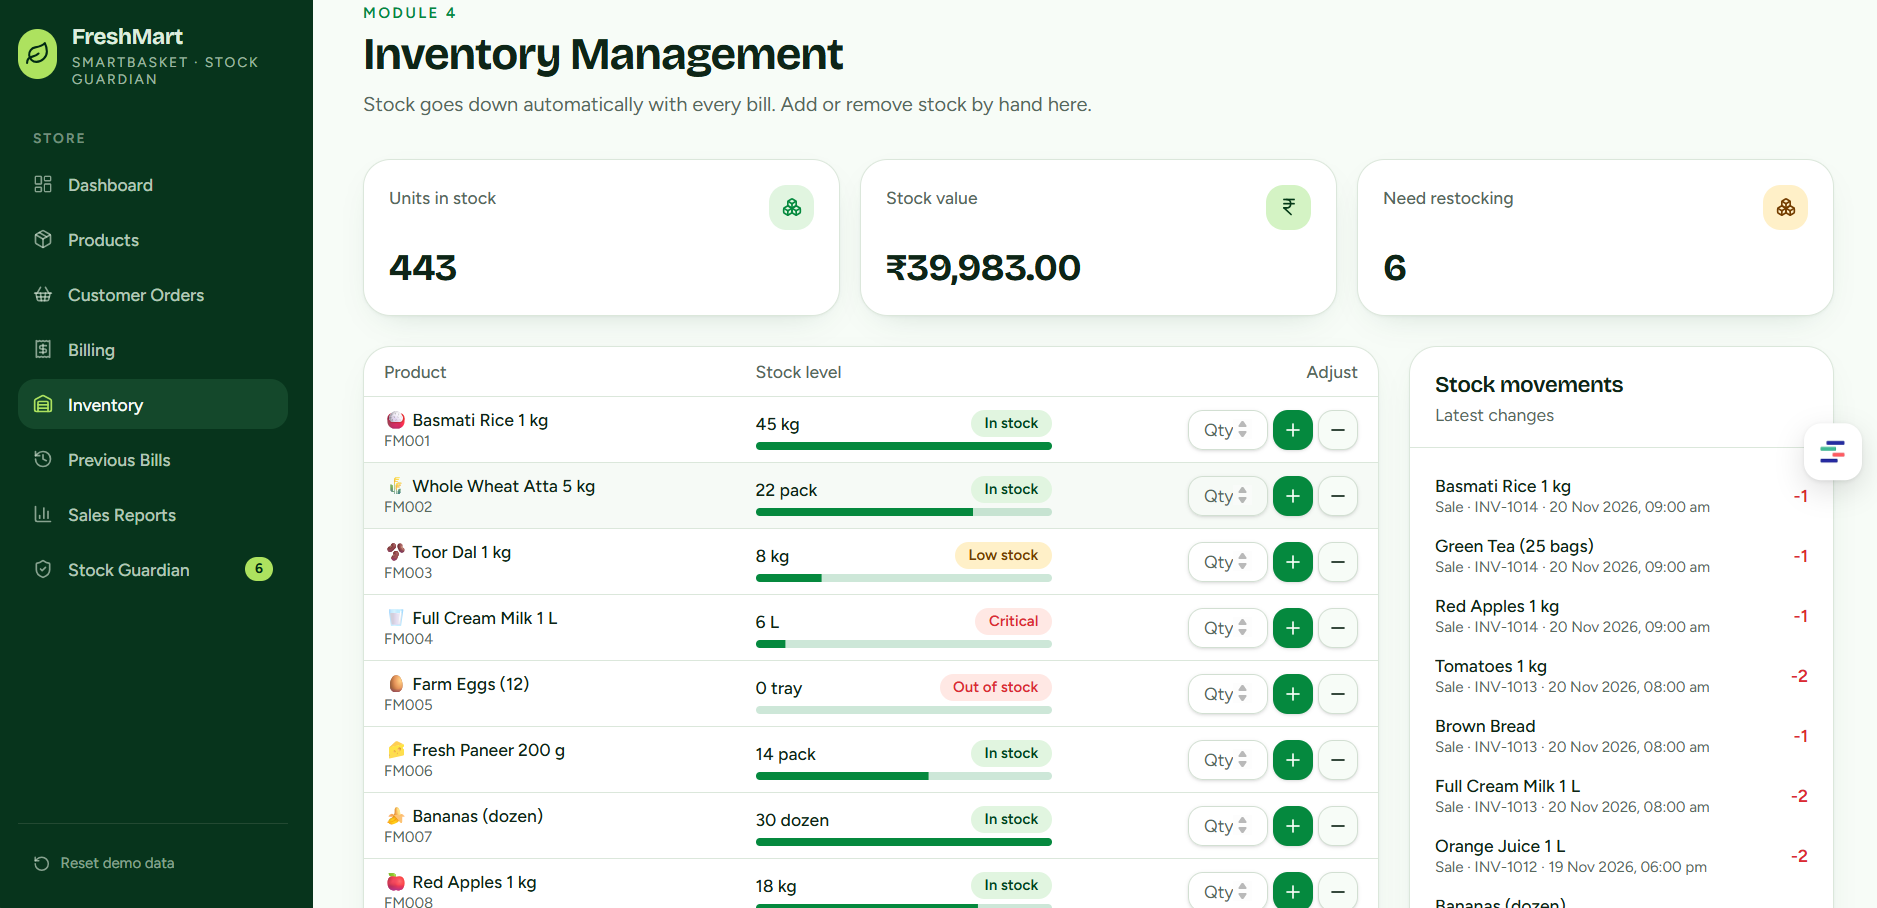 FreshMart
SMARTBASKET · STOCK
GUARDIAN
STORE
Dashboard
Products
Customer Orders
Billing
Inventory
Previous Bills
Sales Reports
Stock Guardian 6
Reset demo data
MODULE 4
Inventory Management
Stock goes down automatically with every bill. Add or remove stock by hand here.
Units in stock
443
Stock value
₹
₹39,983.00
Need restocking
6
Product Stock level Adjust
Basmati Rice 1 kg
FM001
45 kg In stock
Qty + −
Whole Wheat Atta 5 kg
FM002
22 pack In stock
Qty + −
Toor Dal 1 kg
FM003
8 kg Low stock
Qty + −
Full Cream Milk 1 L
FM004
6 L Critical
Qty + −
Farm Eggs (12)
FM005
0 tray Out of stock
Qty + −
Fresh Paneer 200 g
FM006
14 pack In stock
Qty + −
Bananas (dozen)
FM007
30 dozen In stock
Qty + −
Red Apples 1 kg
FM008
18 kg In stock
Qty + −
Stock movements
Latest changes
Basmati Rice 1 kg
Sale · INV-1014 · 20 Nov 2026, 09:00 am
-1
Green Tea (25 bags)
Sale · INV-1014 · 20 Nov 2026, 09:00 am
-1
Red Apples 1 kg
Sale · INV-1014 · 20 Nov 2026, 09:00 am
-1
Tomatoes 1 kg
Sale · INV-1013 · 20 Nov 2026, 08:00 am
-2
Brown Bread
Sale · INV-1013 · 20 Nov 2026, 08:00 am
-1
Full Cream Milk 1 L
Sale · INV-1013 · 20 Nov 2026, 08:00 am
-2
Orange Juice 1 L
Sale · INV-1012 · 19 Nov 2026, 06:00 pm
-2
Bananas (dozen)